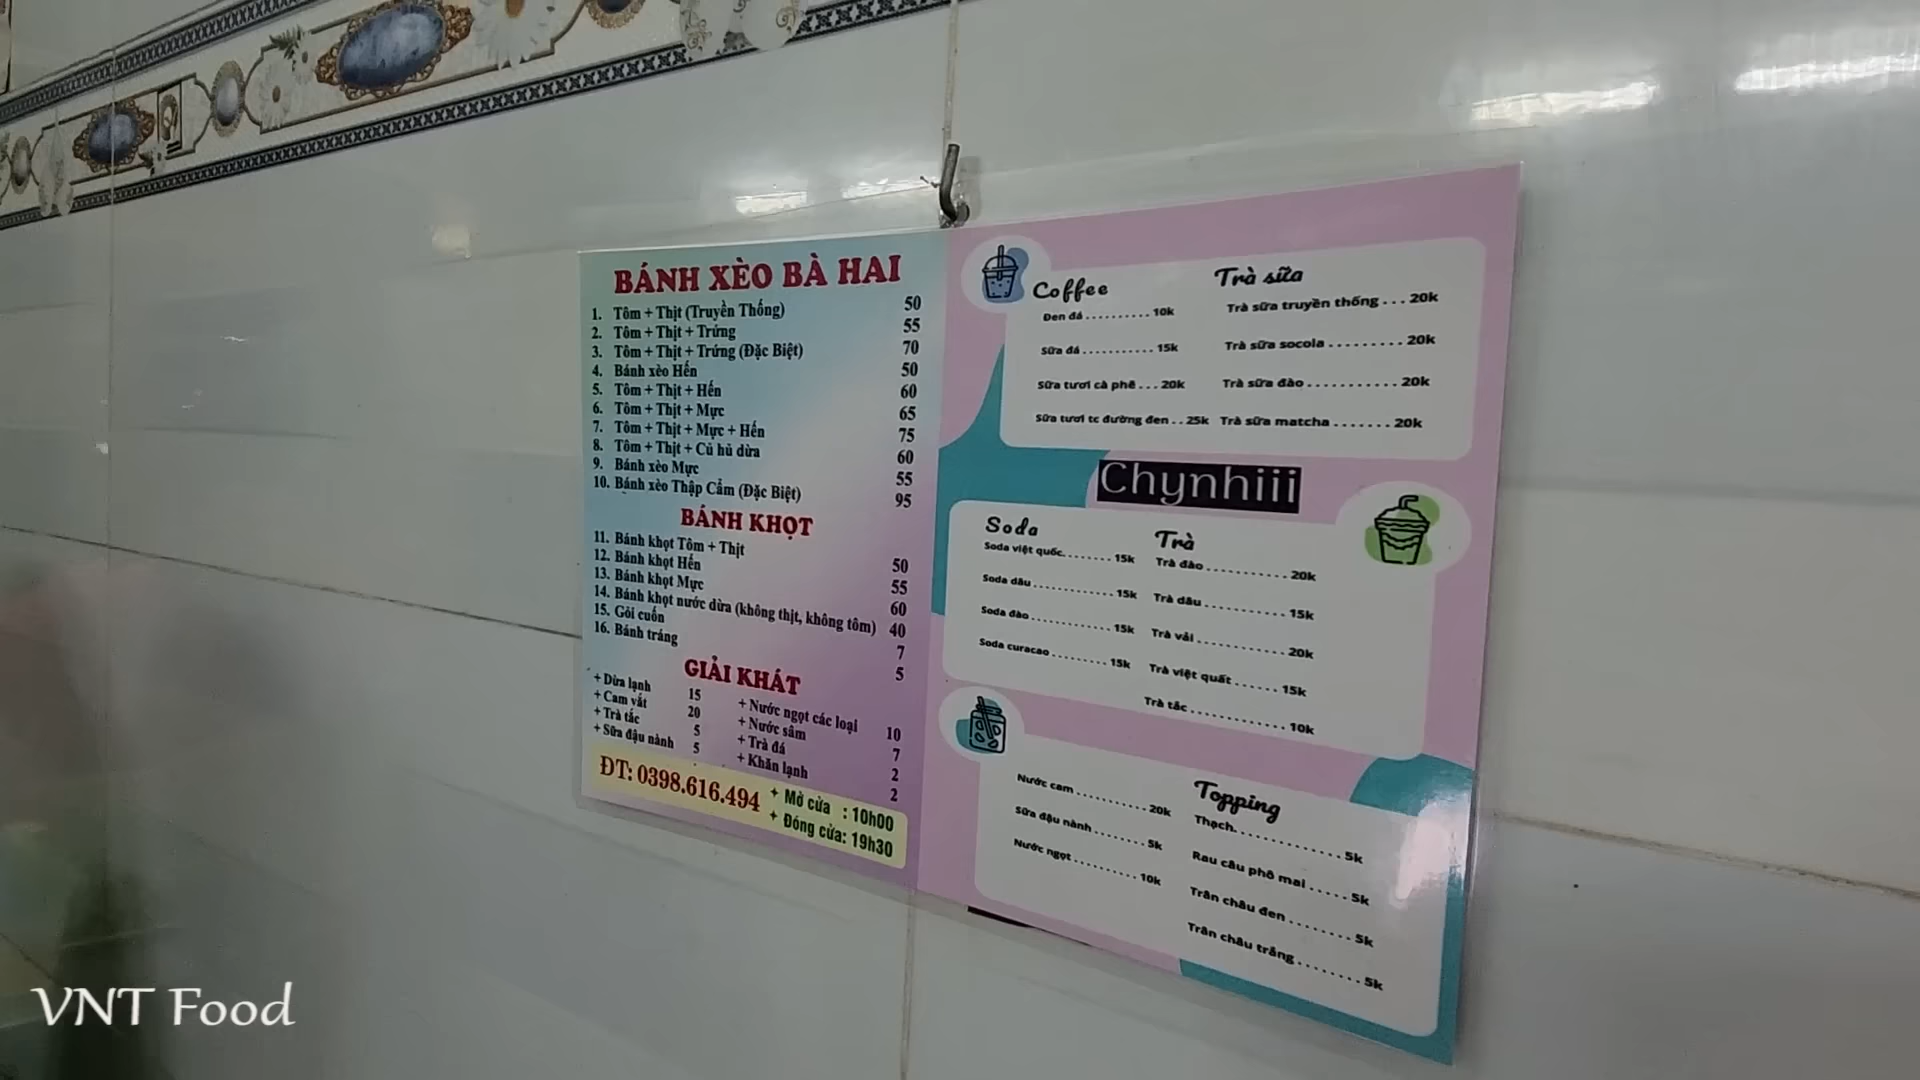 BÁNH XÈO BÀ HAI
1. Tôm + Thịt (Truyền Thống) 50
2. Tôm + Thịt + Trứng 55
3. Tôm + Thịt + Trứng (Đặc Biệt) 70
4. Bánh xèo Hến 50
5. Tôm + Thịt + Hến 60
6. Tôm + Thịt + Mực 65
7. Tôm + Thịt + Mực + Hến 75
8. Tôm + Thịt + Củ hủ dừa 60
9. Bánh xèo Mực 55
10. Bánh xèo Thập Cẩm (Đặc Biệt) 95
BÁNH KHỌT
11. Bánh khọt Tôm + Thịt 50
12. Bánh khọt Hến 55
13. Bánh khọt Mực 60
14. Bánh khọt nước dừa (không thịt, không tôm) 40
15. Gỏi cuốn 7
16. Bánh tráng 5
GIẢI KHÁT
+ Dừa lạnh 15
+ Cam vắt 20
+ Trà tắc 5
+ Sữa đậu nành 5
+ Nước ngọt các loại 10
+ Nước sâm 7
+ Trà đá 2
+ Khăn lạnh 2
ĐT: 0398.616.494
+ Mở cửa : 10h00
+ Đóng cửa: 19h30
Coffee
Đen đá .......... 10k
Sữa đá ........... 15k
Sữa tươi cà phê ... 20k
Sữa tươi tc đường đen .. 25k
Trà sữa
Trà sữa truyền thống ... 20k
Trà sữa socola ......... 20k
Trà sữa đào ........... 20k
Trà sữa matcha ....... 20k
Chynhiii
Soda
Soda việt quốc........ 15k
Soda dâu ........... 15k
Soda đào ........... 15k
Soda curacao ........ 15k
Trà
Trà đào ........... 20k
Trà dâu ........... 15k
Trà vải ........... 20k
Trà việt quất ...... 15k
Trà tắc ............ 10k
Nước cam .......... 20k
Sữa đậu nành ....... 5k
Nước ngọt ......... 10k
Topping
Thạch............. 5k
Rau câu phô mai ..... 5k
Trân châu đen ....... 5k
Trân châu trắng ....... 5k
VNT Food